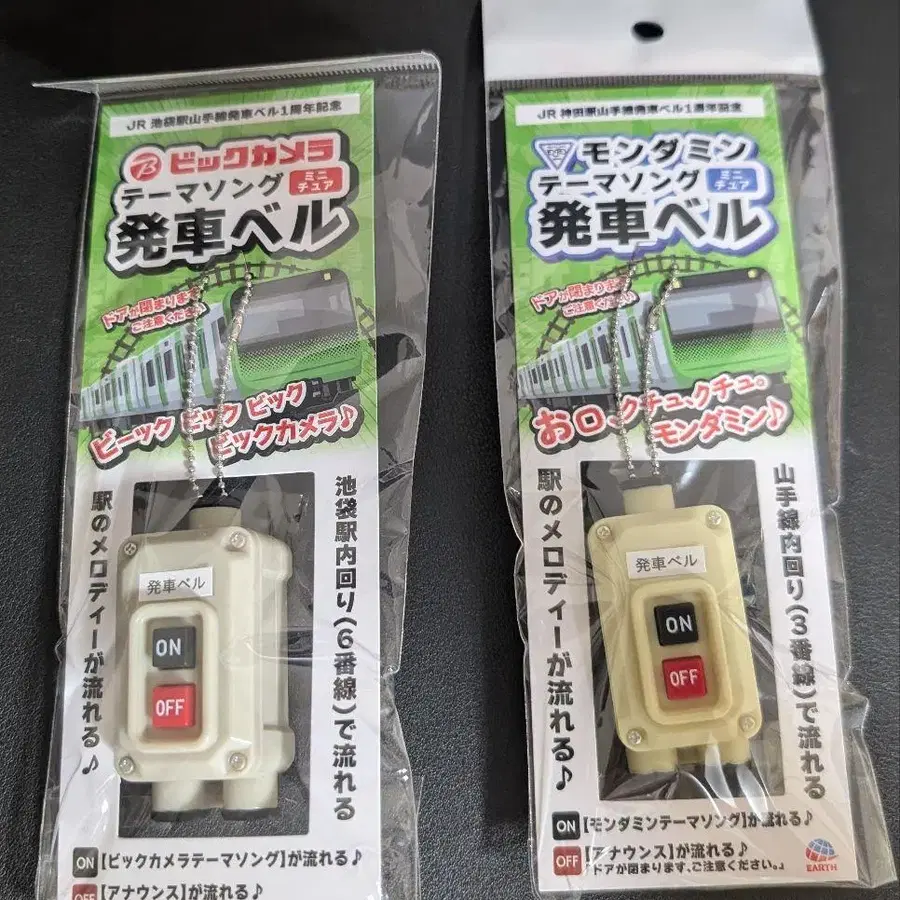 JR 池袋駅山手線発車ベル1周年記念
ビックカメラ
テーマソング
ミニチュア
発車ベル
ドアが閉まります
ご注意ください
ビーック ビック ビック
ビックカメラ♪
池袋駅内回り(6番線)で流れる
駅のメロディーが流れる♪
発車ベル
ON
OFF
ON【ビックカメラテーマソング】が流れる♪
OFF【アナウンス】が流れる♪
JR 神田駅山手線発車ベル1周年記念
モンダミン
テーマソング
ミニチュア
発車ベル
ドアが閉まります
ご注意ください
お口、クチュ、クチュ。
モンダミン♪
山手線内回り(3番線)で流れる
駅のメロディーが流れる♪
発車ベル
ON
OFF
ON【モンダミンテーマソング】が流れる♪
OFF【アナウンス】が流れる♪
「ドアが閉まります、ご注意ください。」
EARTH